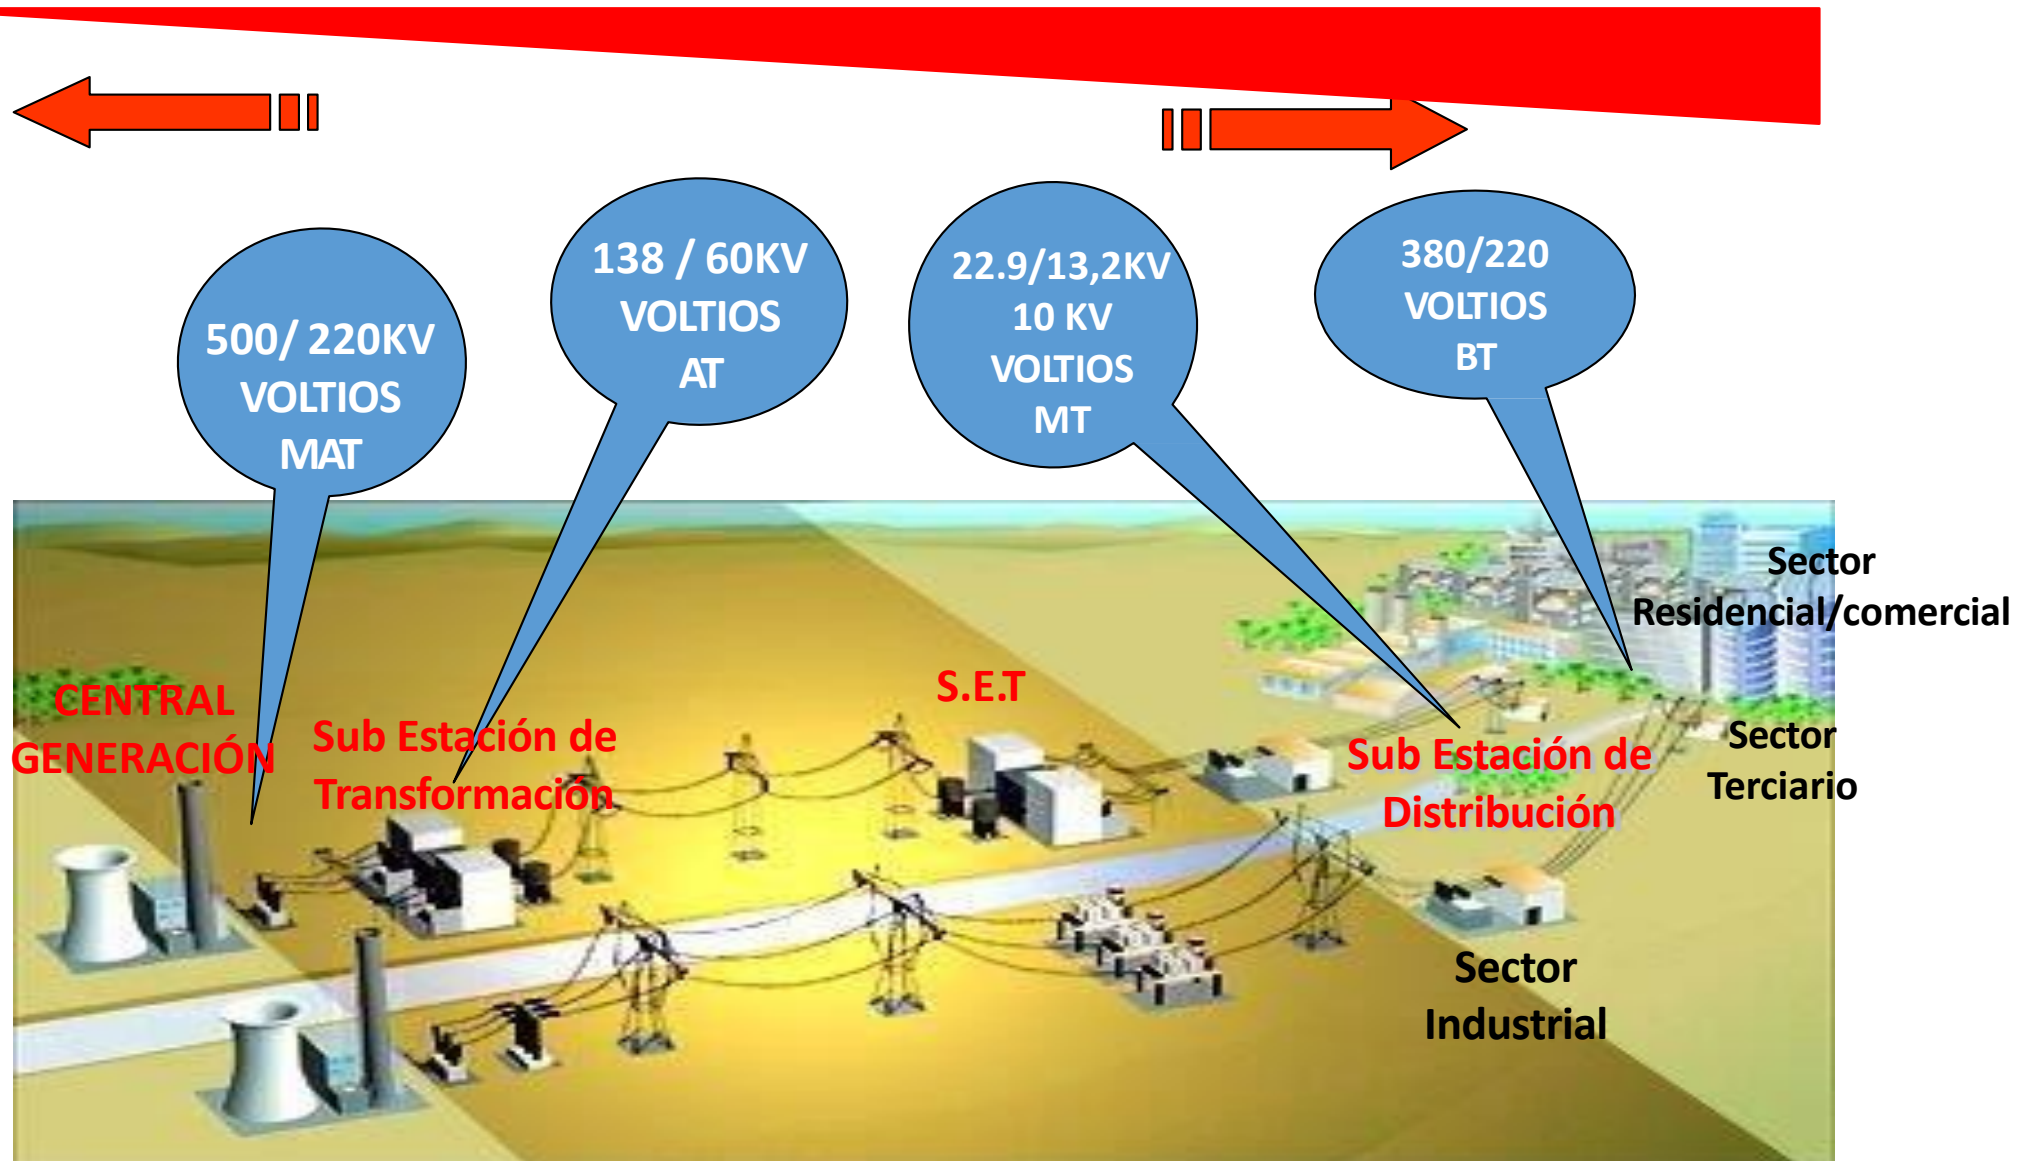 500/ 220KV
VOLTIOS
MAT
138 / 60KV
VOLTIOS
AT
22.9/13,2KV
10 KV
VOLTIOS
MT
380/220
VOLTIOS
BT
Sector
Residencial/comercial
CENTRAL
GENERACIÓN
Sub Estación de
Transformación
S.E.T
Sub Estación de
Distribución
Sector
Terciario
Sector
Industrial